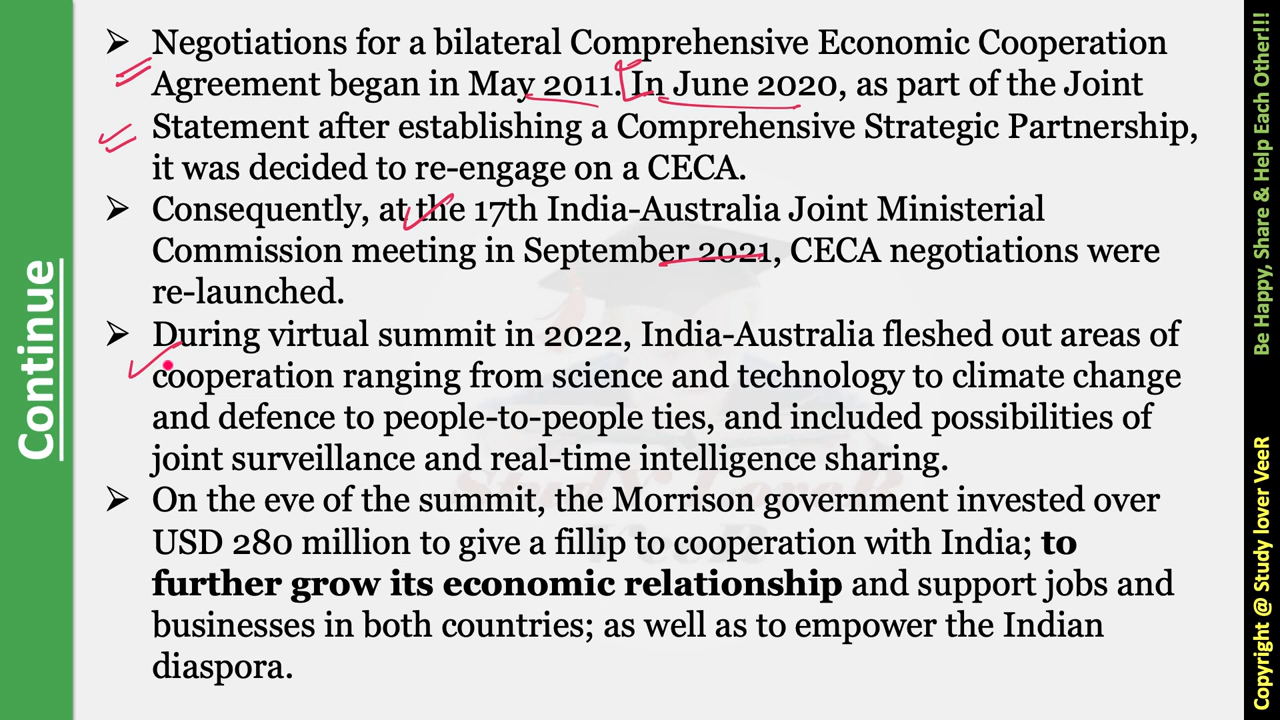 Continue
➤ Negotiations for a bilateral Comprehensive Economic Cooperation
Agreement began in May 2011. In June 2020, as part of the Joint
Statement after establishing a Comprehensive Strategic Partnership,
it was decided to re-engage on a CECA.
➤ Consequently, at the 17th India-Australia Joint Ministerial
Commission meeting in September 2021, CECA negotiations were
re-launched.
➤ During virtual summit in 2022, India-Australia fleshed out areas of
cooperation ranging from science and technology to climate change
and defence to people-to-people ties, and included possibilities of
joint surveillance and real-time intelligence sharing.
➤ On the eve of the summit, the Morrison government invested over
USD 280 million to give a fillip to cooperation with India; to
further grow its economic relationship and support jobs and
businesses in both countries; as well as to empower the Indian
diaspora.
Be Happy, Share & Help Each Other!!!
Copyright @ Study lover VeeR